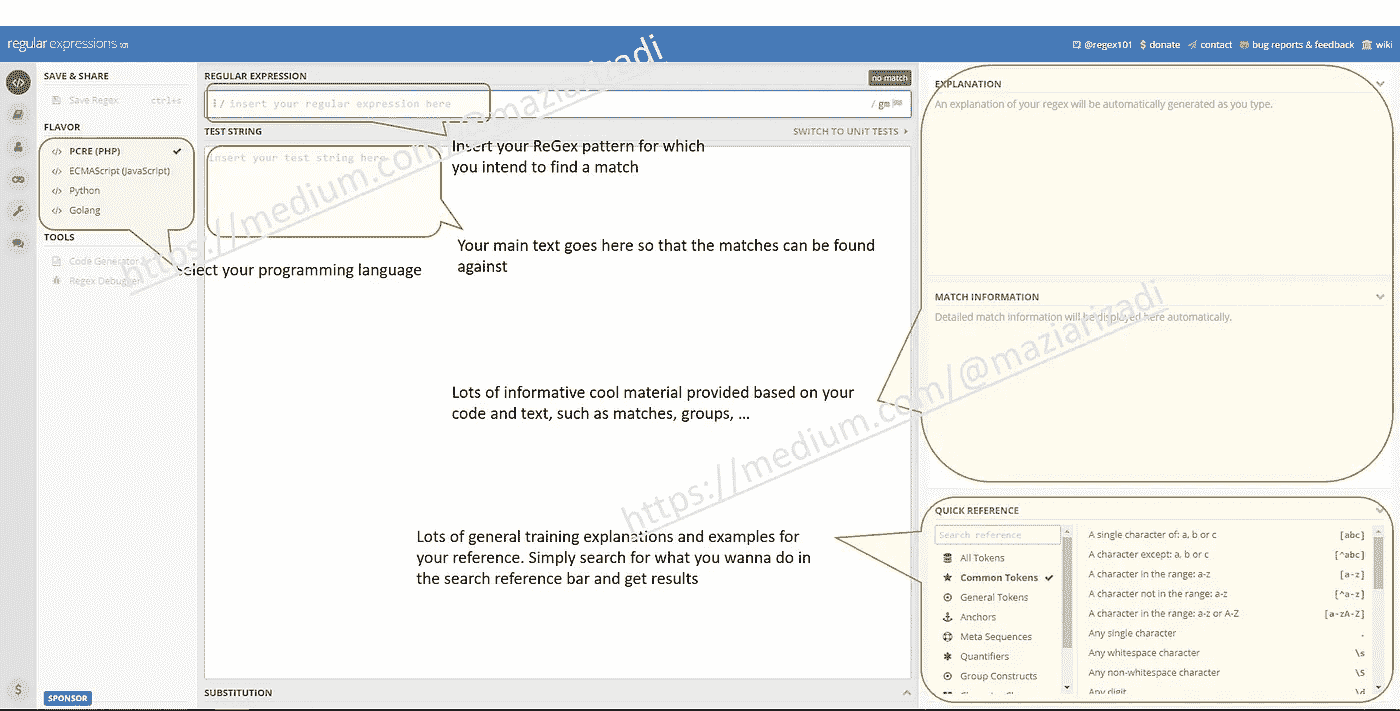 regular expressions 101
@regex101 $ donate contact bug reports & feedback wiki
SAVE & SHARE
Save Regex ctrl+s
FLAVOR
</> PCRE (PHP)
</> ECMAScript (JavaScript)
</> Python
</> Golang
TOOLS
Code Generator
Regex Debugger
Select your programming language
$
SPONSOR
REGULAR EXPRESSION
no match
/ insert your regular expression here
/ gm
TEST STRING
SWITCH TO UNIT TESTS
insert your test string here
Insert your ReGex pattern for which
you intend to find a match
Your main text goes here so that the matches can be found
against
Lots of informative cool material provided based on your
code and text, such as matches, groups, ...
Lots of general training explanations and examples for
your reference. Simply search for what you wanna do in
the search reference bar and get results
SUBSTITUTION
EXPLANATION
An explanation of your regex will be automatically generated as you type.
MATCH INFORMATION
Detailed match information will be displayed here automatically.
QUICK REFERENCE
Search reference
All Tokens
Common Tokens
General Tokens
Anchors
Meta Sequences
Quantifiers
Group Constructs
A single character of: a, b or c [abc]
A character except: a, b or c [^abc]
A character in the range: a-z [a-z]
A character not in the range: a-z [^a-z]
A character in the range: a-z or A-Z [a-zA-Z]
Any single character .
Any whitespace character \s
Any non-whitespace character \S
Any digit \d
https://medium.com/@maziarizadi
https://medium.com/@maziarizadi